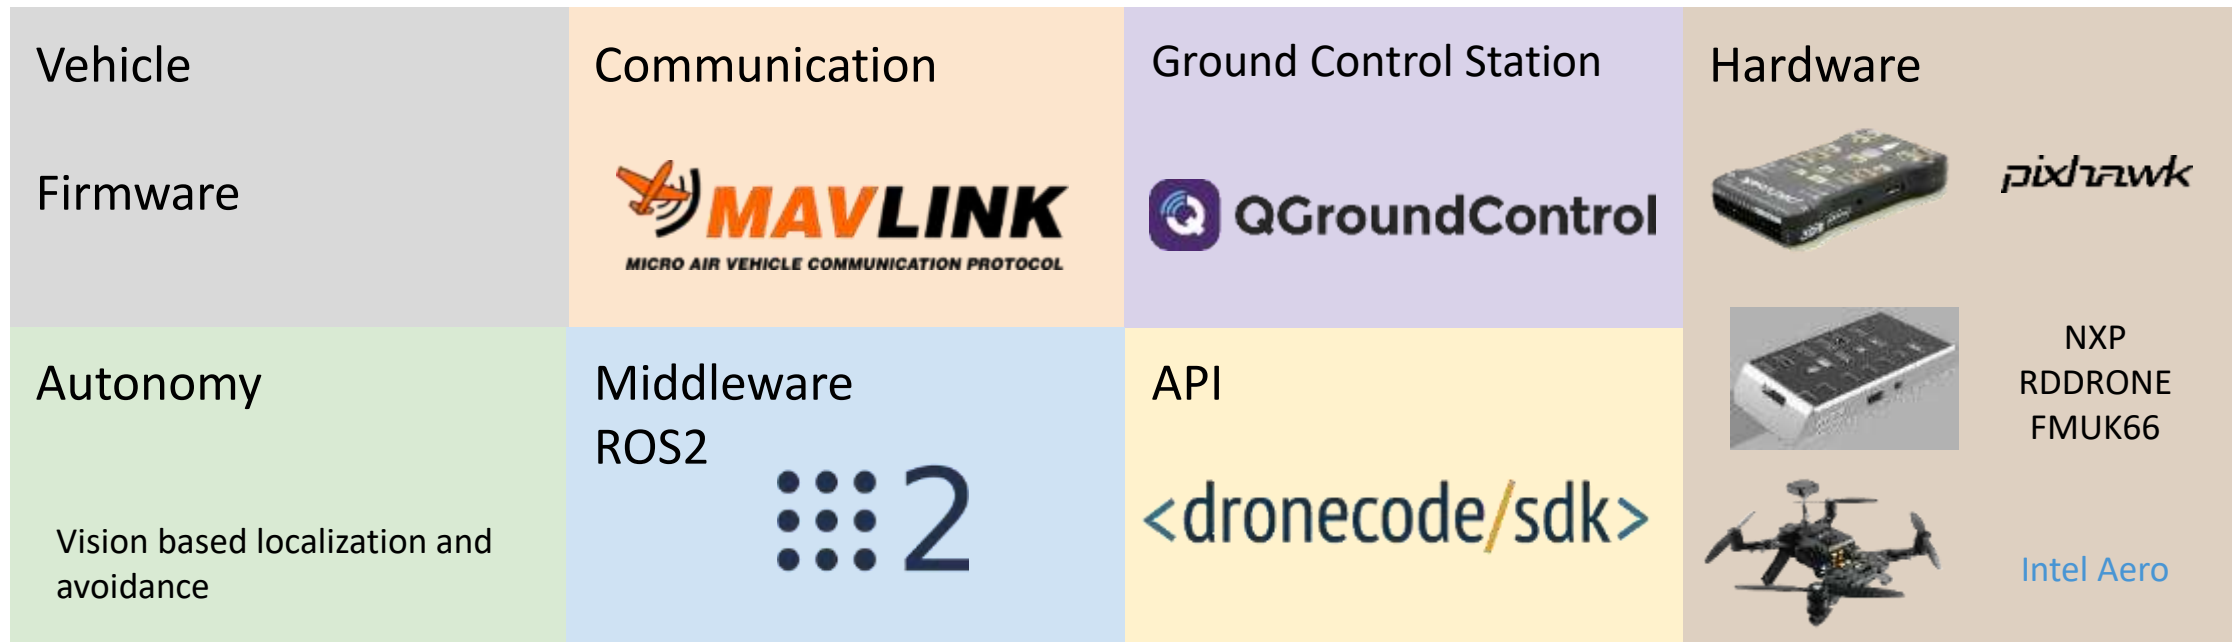 Vehicle
Firmware
Communication
MAVLINK
MICRO AIR VEHICLE COMMUNICATION PROTOCOL
Ground Control Station
QGroundControl
Hardware
pixhawk
NXP
RDDRONE
FMUK66
Intel Aero
Autonomy
Vision based localization and
avoidance
Middleware
ROS2
2
API
<dronecode/sdk>